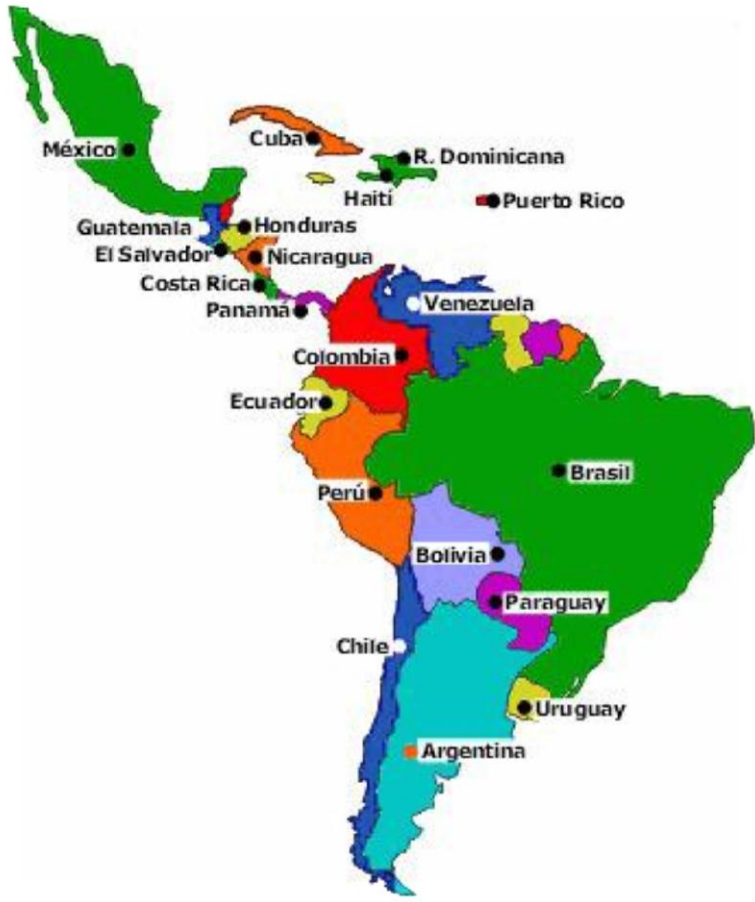 México
Cuba
R. Dominicana
Haití
Puerto Rico
Guatemala
Honduras
El Salvador
Nicaragua
Costa Rica
Panamá
Venezuela
Colombia
Ecuador
Brasil
Perú
Bolivia
Paraguay
Chile
Uruguay
Argentina